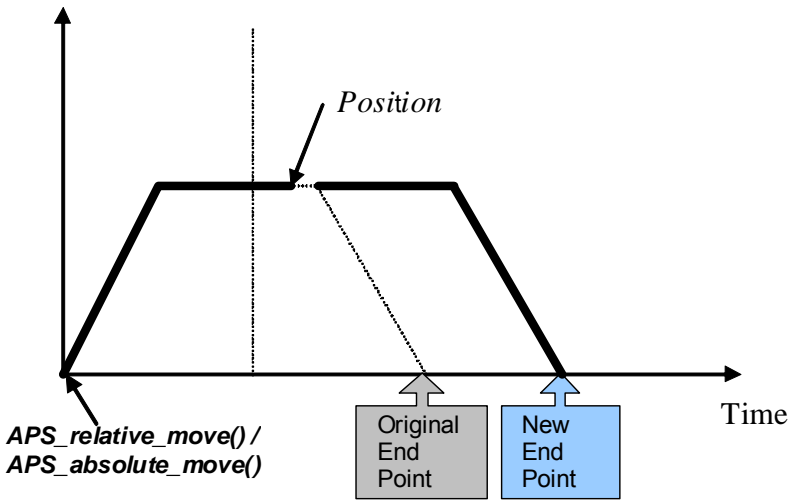 Position
Time
APS_relative_move() /
APS_absolute_move()
Original
End
Point
New
End
Point